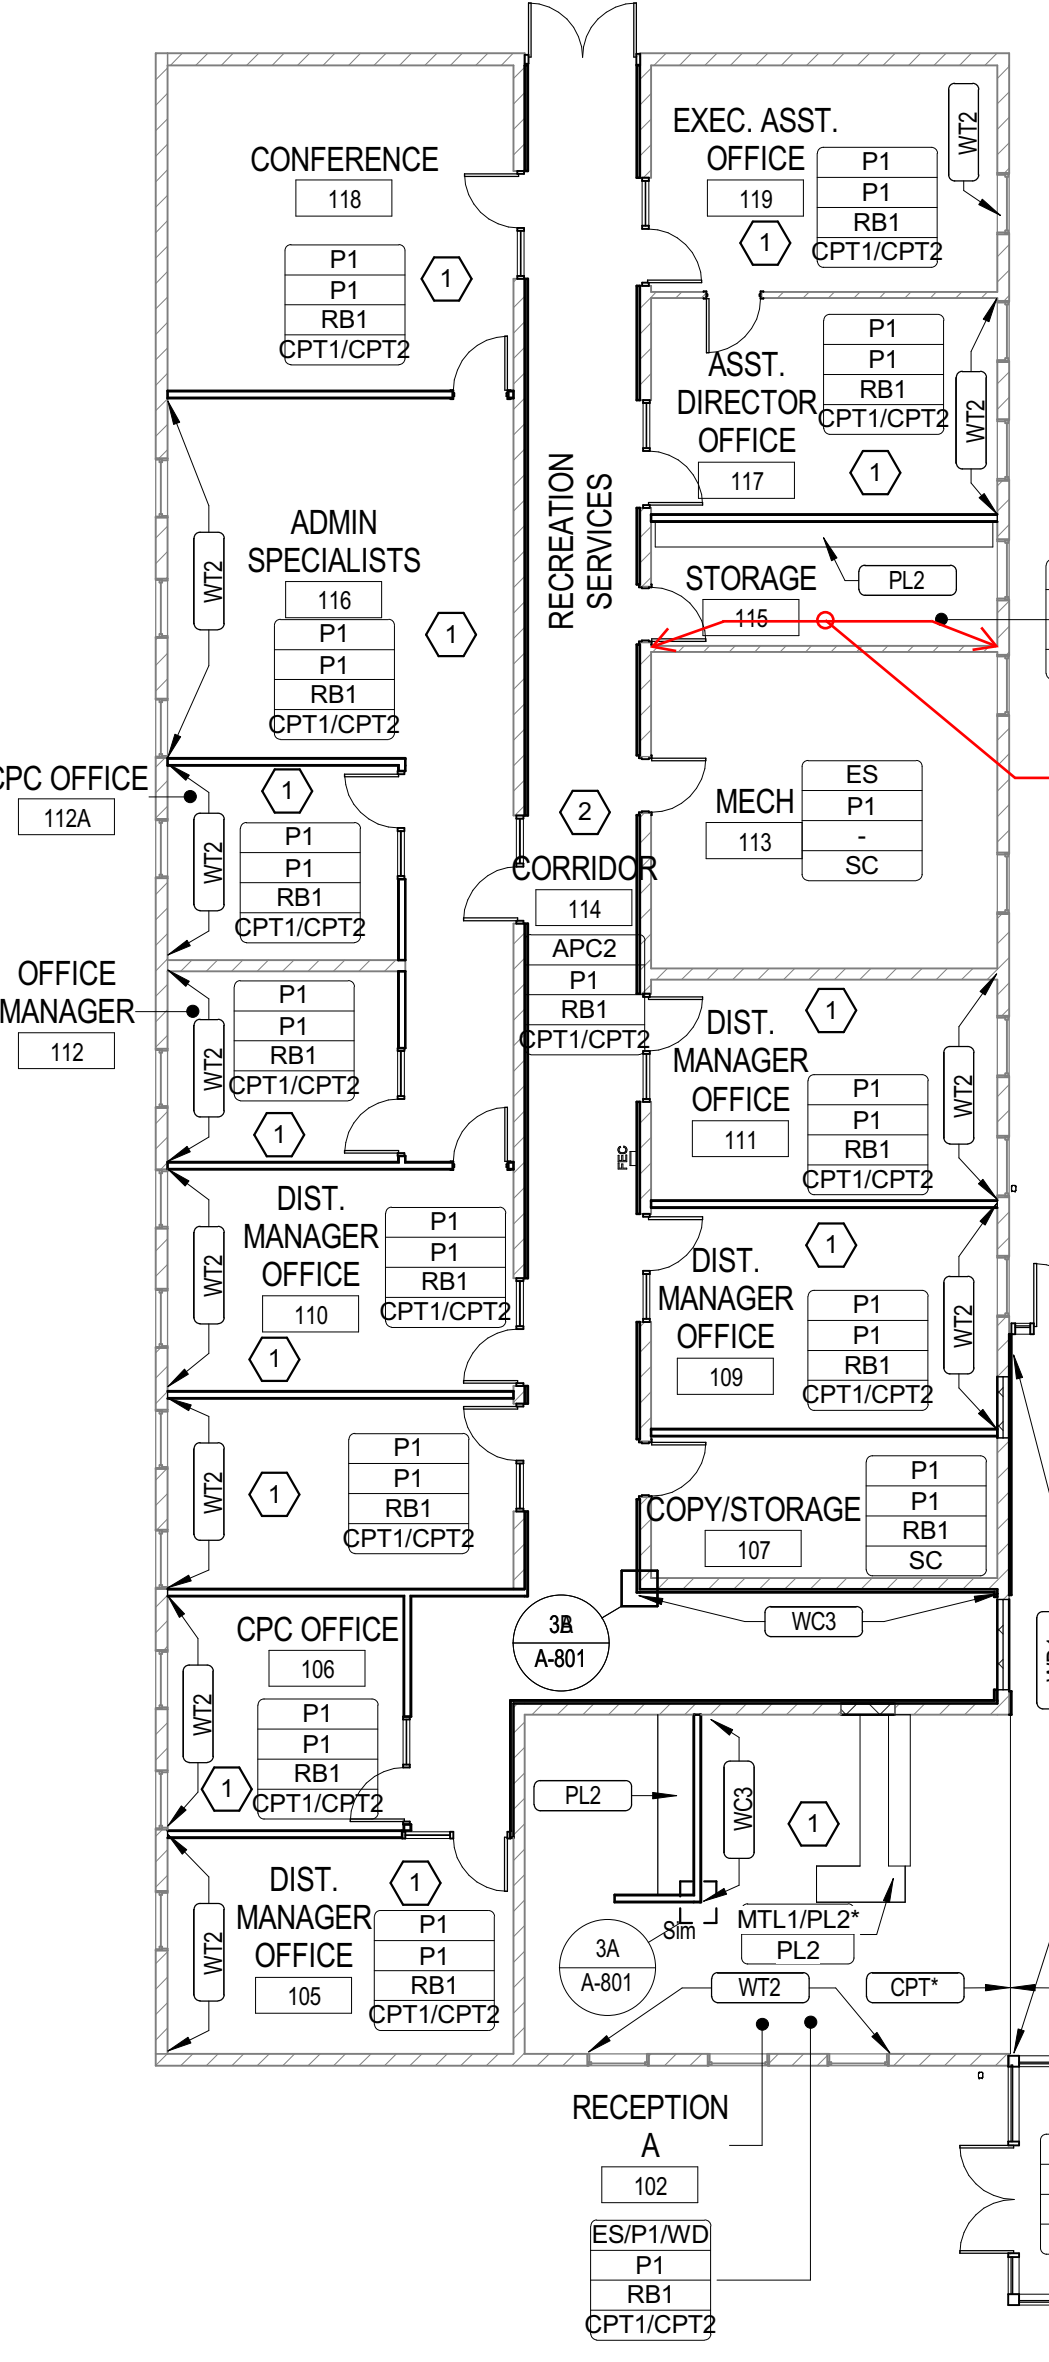 EXEC. ASST.
OFFICE
119
P1
P1
RB1
CPT1/CPT2
1
WT2
CONFERENCE
118
P1
P1
RB1
CPT1/CPT2
1
ASST.
DIRECTOR
OFFICE
117
P1
P1
RB1
CPT1/CPT2
1
WT2
RECREATION
SERVICES
ADMIN
SPECIALISTS
116
P1
P1
RB1
CPT1/CPT2
1
WT2
STORAGE
115
PL2
CPC OFFICE
112A
1
P1
P1
RB1
CPT1/CPT2
WT2
MECH
113
ES
P1
-
SC
2
CORRIDOR
114
APC2
P1
RB1
CPT1/CPT2
OFFICE
MANAGER
112
P1
P1
RB1
CPT1/CPT2
1
WT2
DIST.
MANAGER
OFFICE
111
1
P1
P1
RB1
CPT1/CPT2
WT2
FEC
DIST.
MANAGER
OFFICE
110
P1
P1
RB1
CPT1/CPT2
1
WT2
DIST.
MANAGER
OFFICE
109
1
P1
P1
RB1
CPT1/CPT2
WT2
WT2
1
P1
P1
RB1
CPT1/CPT2
COPY/STORAGE
107
P1
P1
RB1
SC
A-801
WC3
CPC OFFICE
106
P1
P1
RB1
CPT1/CPT2
1
WT2
PL2
WC3
1
DIST.
MANAGER
OFFICE
105
1
P1
P1
RB1
CPT1/CPT2
WT2
Sim
3A
A-801
MTL1/PL2*
PL2
WT2
CPT*
RECEPTION
A
102
ES/P1/WD
P1
RB1
CPT1/CPT2